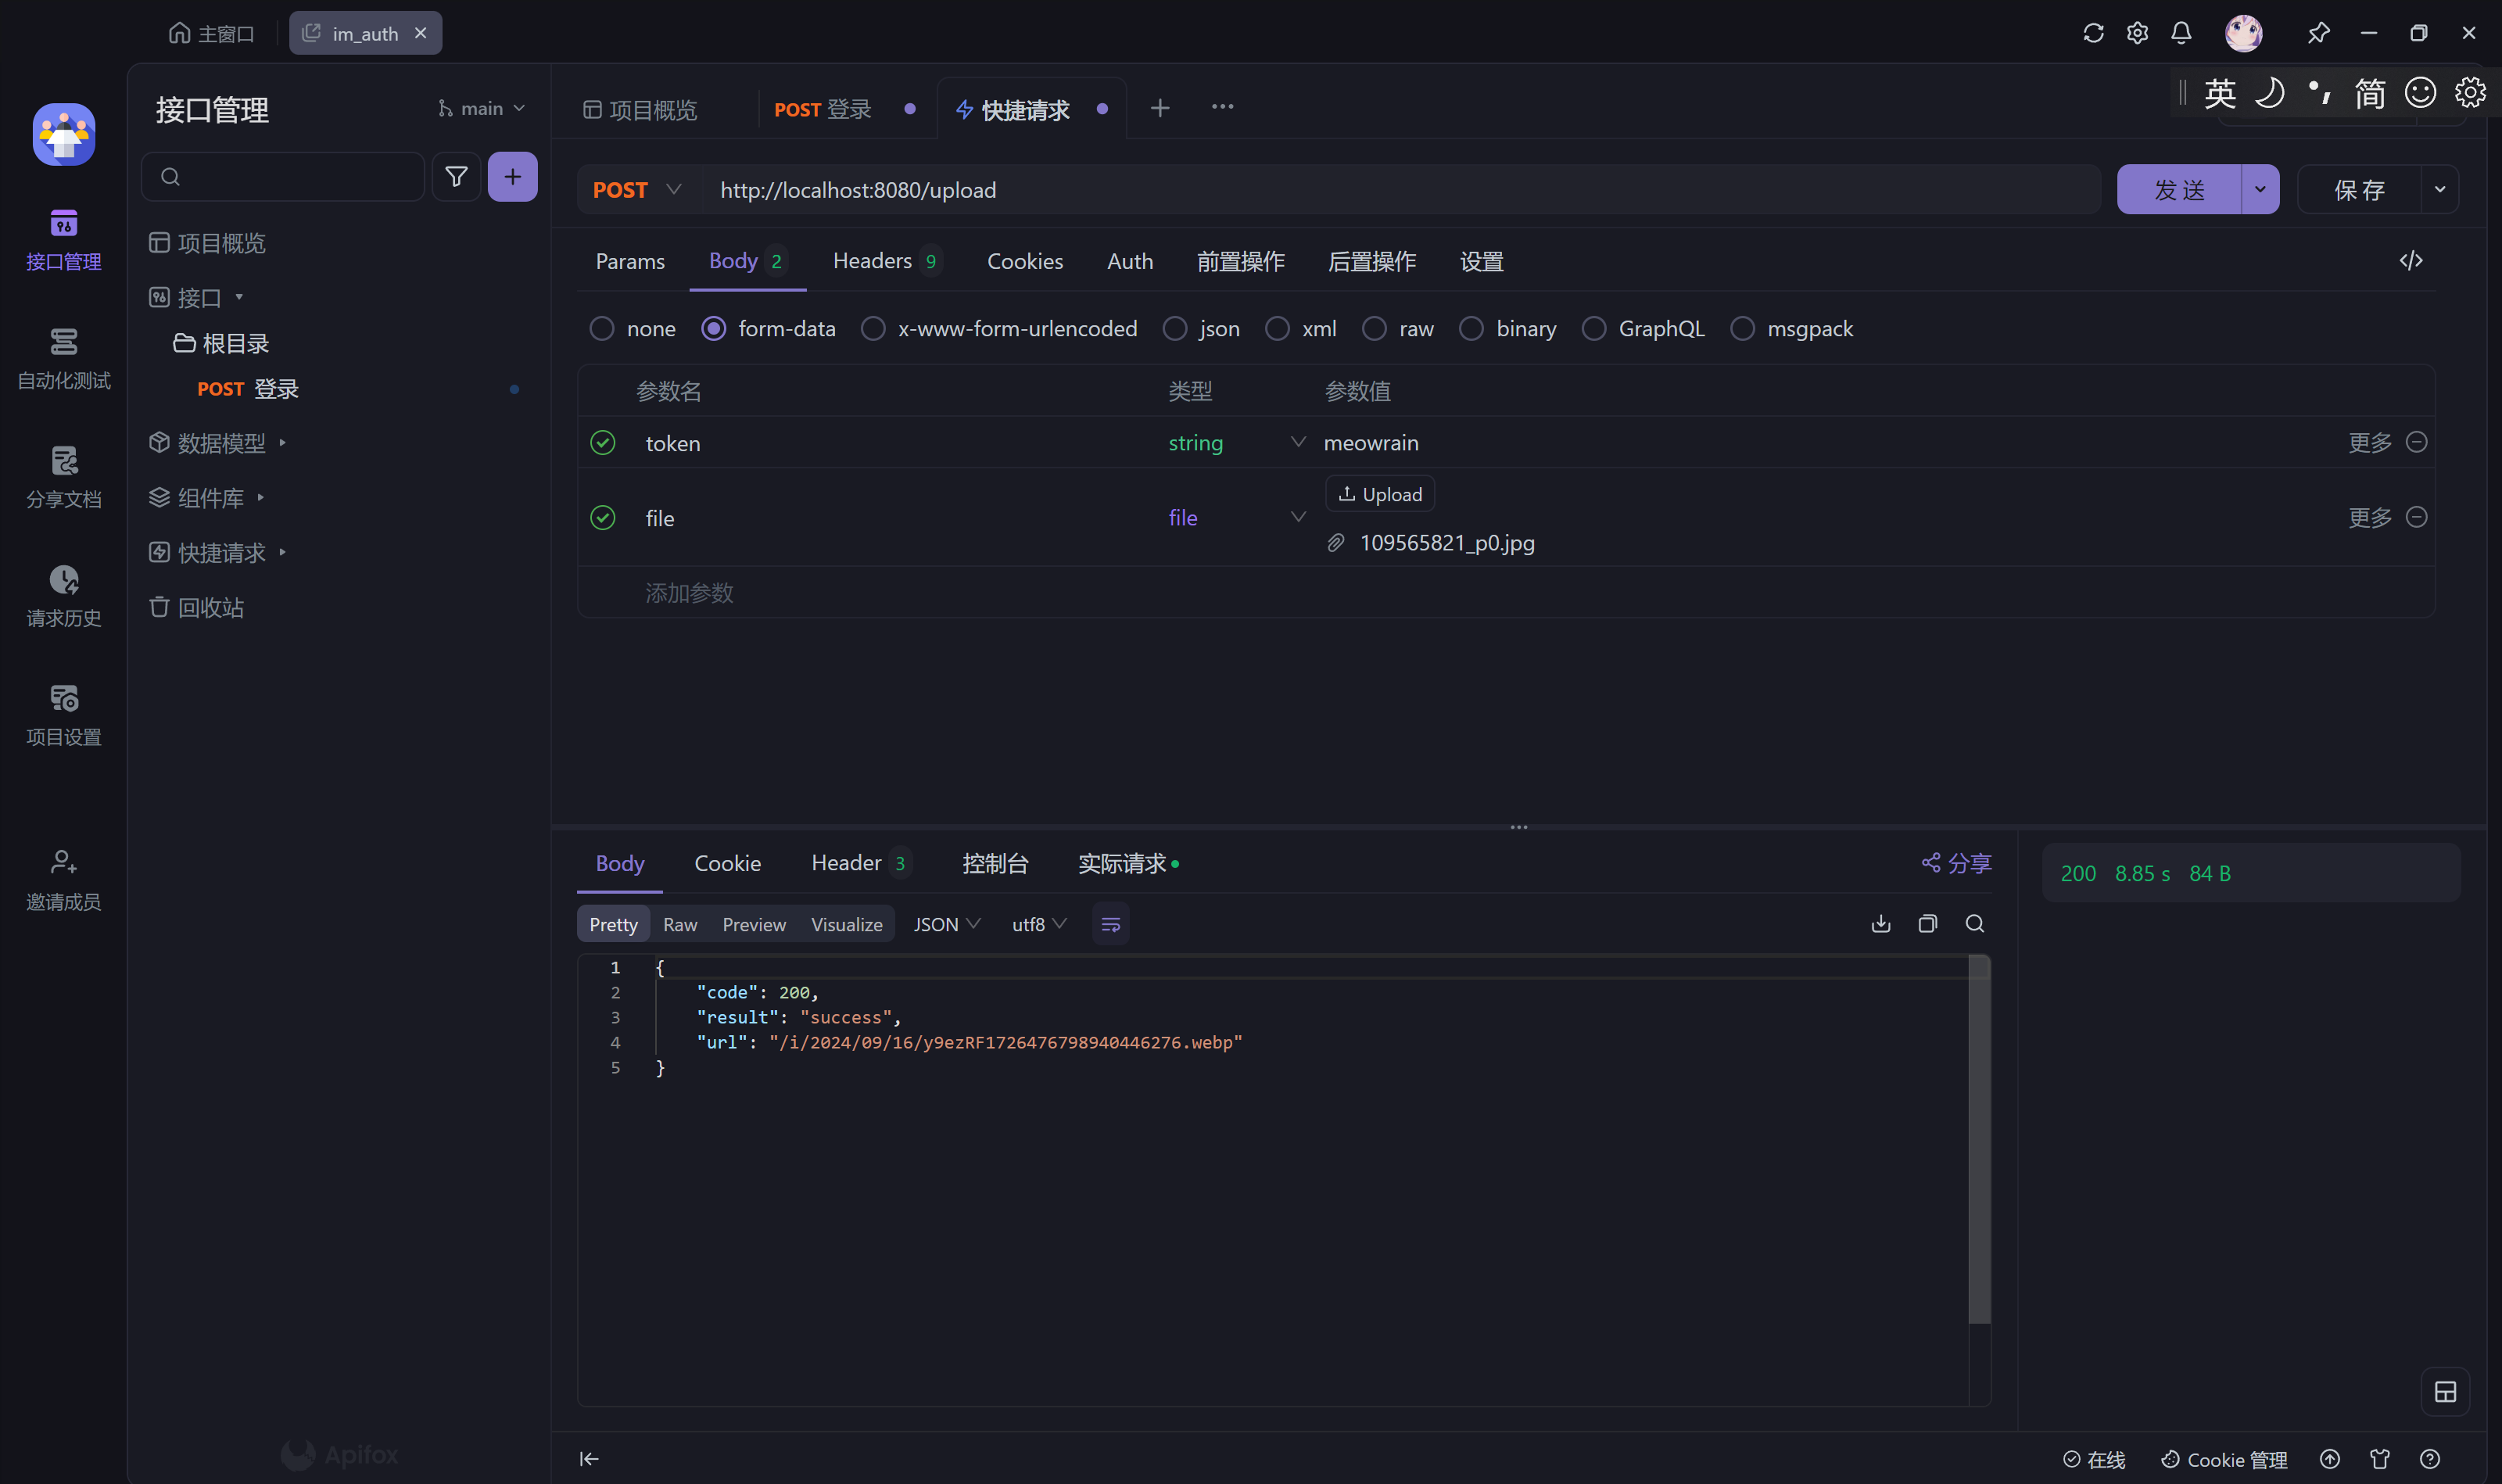 主窗口
im_auth
英 简
接口管理
main
项目概览
POST 登录
快捷请求
POST
http://localhost:8080/upload
发 送
保 存
接口管理
自动化测试
分享文档
请求历史
项目设置
邀请成员
项目概览
接口
根目录
POST 登录
数据模型
组件库
快捷请求
回收站
Apifox
Params
Body 2
Headers 9
Cookies
Auth
前置操作
后置操作
设置
none
form-data
x-www-form-urlencoded
json
xml
raw
binary
GraphQL
msgpack
参数名 类型 参数值
token string meowrain 更多
file file Upload 更多
109565821_p0.jpg
添加参数
Body
Cookie
Header 3
控制台
实际请求
分享
200 8.85 s 84 B
Pretty
Raw
Preview
Visualize
JSON
utf8
1 {
2 "code": 200,
3 "result": "success",
4 "url": "/i/2024/09/16/y9ezRF1726476798940446276.webp"
5 }
在线
Cookie 管理